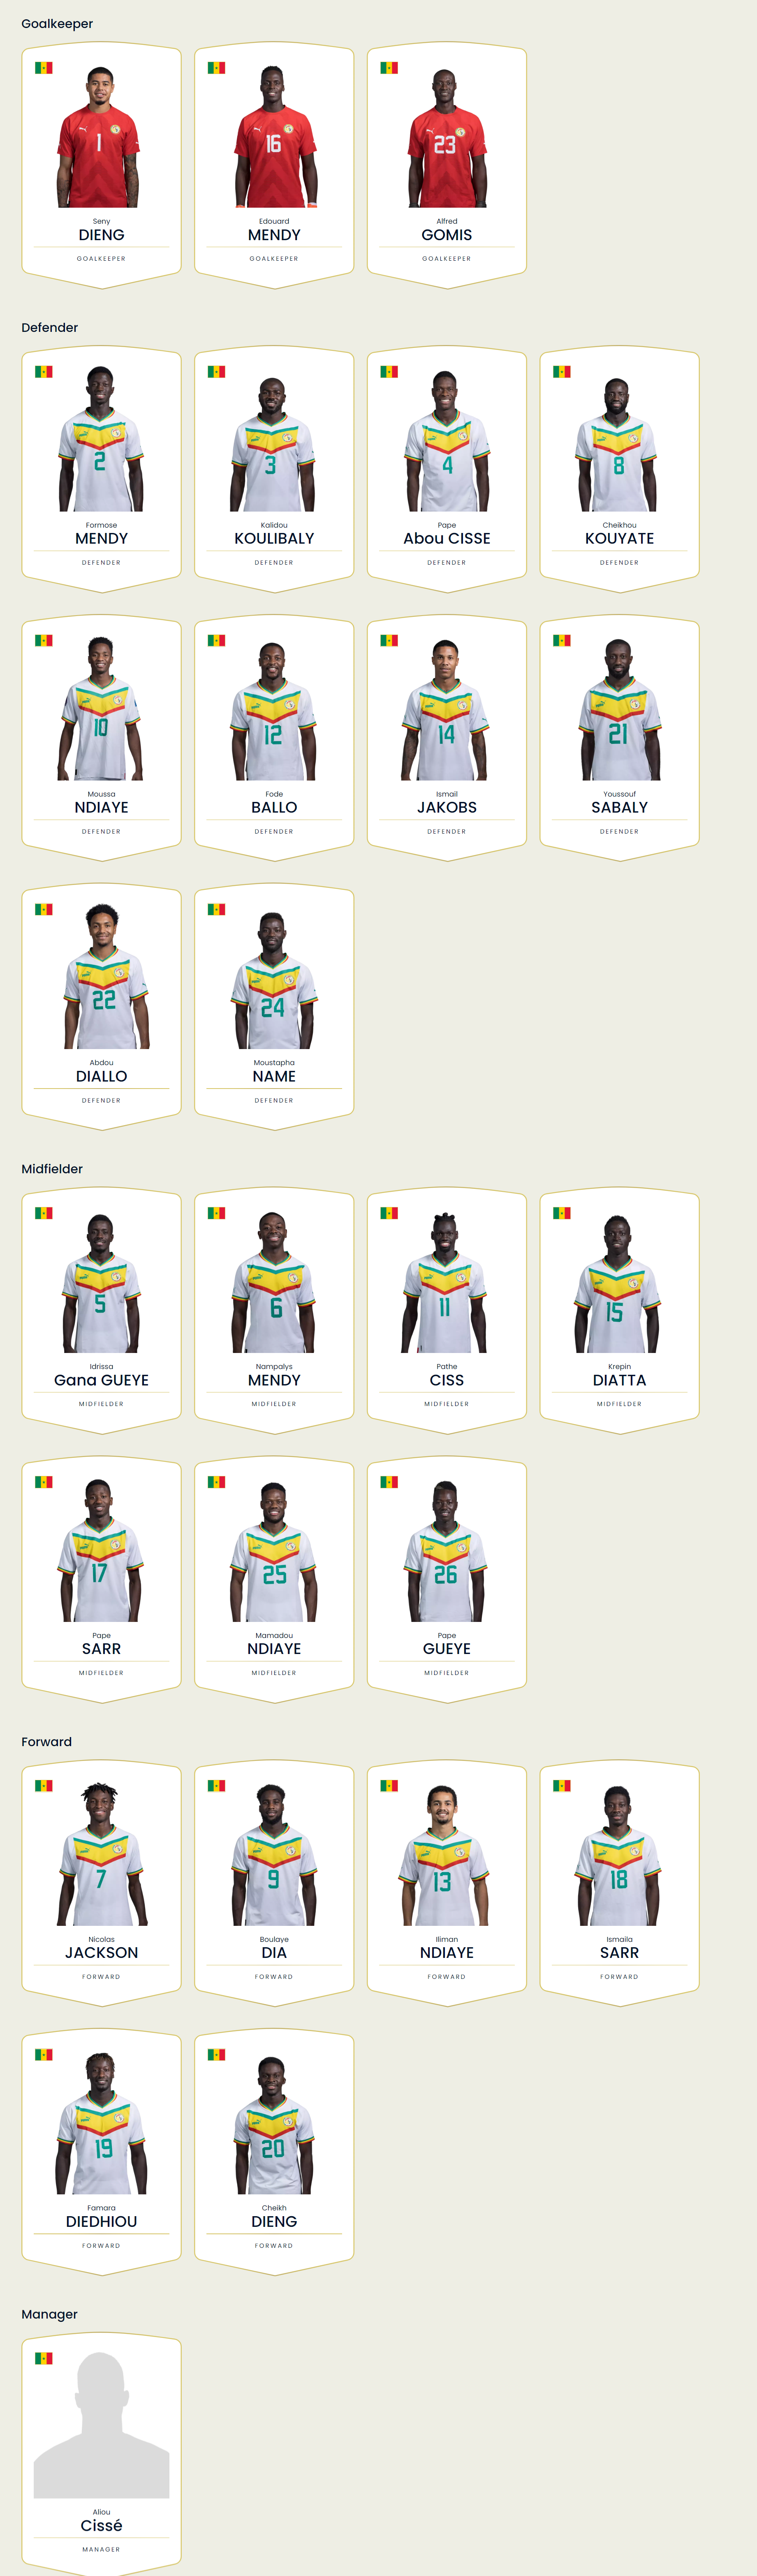 Goalkeeper
1
Seny
DIENG
GOALKEEPER
16
Edouard
MENDY
GOALKEEPER
23
Alfred
GOMIS
GOALKEEPER
Defender
2
Formose
MENDY
DEFENDER
3
Kalidou
KOULIBALY
DEFENDER
4
Pape
Abou CISSE
DEFENDER
8
Cheikhou
KOUYATE
DEFENDER
10
Moussa
NDIAYE
DEFENDER
12
Fode
BALLO
DEFENDER
14
Ismail
JAKOBS
DEFENDER
21
Youssouf
SABALY
DEFENDER
22
Abdou
DIALLO
DEFENDER
24
Moustapha
NAME
DEFENDER
Midfielder
5
Idrissa
Gana GUEYE
MIDFIELDER
6
Nampalys
MENDY
MIDFIELDER
11
Pathe
CISS
MIDFIELDER
15
Krepin
DIATTA
MIDFIELDER
17
Pape
SARR
MIDFIELDER
25
Mamadou
NDIAYE
MIDFIELDER
26
Pape
GUEYE
MIDFIELDER
Forward
7
Nicolas
JACKSON
FORWARD
9
Boulaye
DIA
FORWARD
13
Iliman
NDIAYE
FORWARD
18
Ismaila
SARR
FORWARD
19
Famara
DIEDHIOU
FORWARD
20
Cheikh
DIENG
FORWARD
Manager
Aliou
Cissé
MANAGER